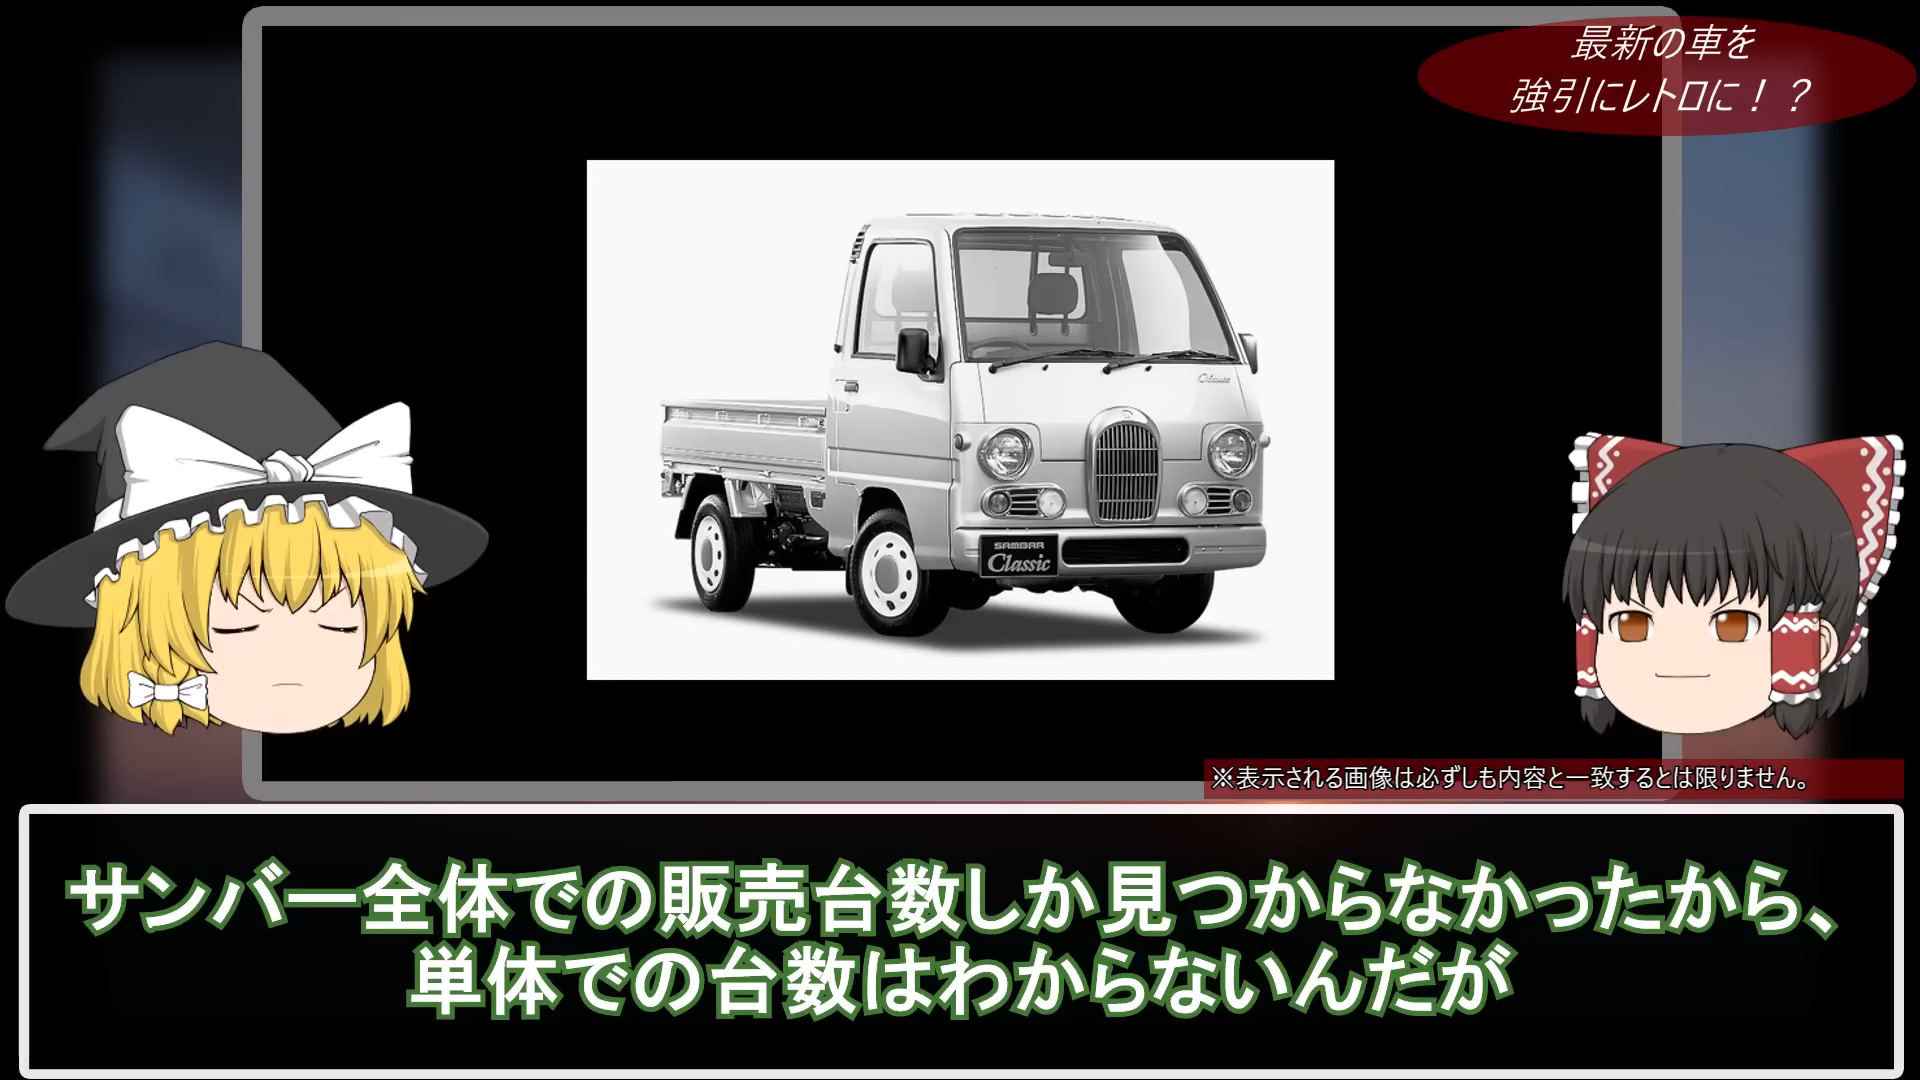 最新の車を
強引にレトロに！？
Classic
SAMBAR
Classic
※表示される画像は必ずしも内容と一致するとは限りません。
サンバー全体での販売台数しか見つからなかったから、
単体での台数はわからないんだが